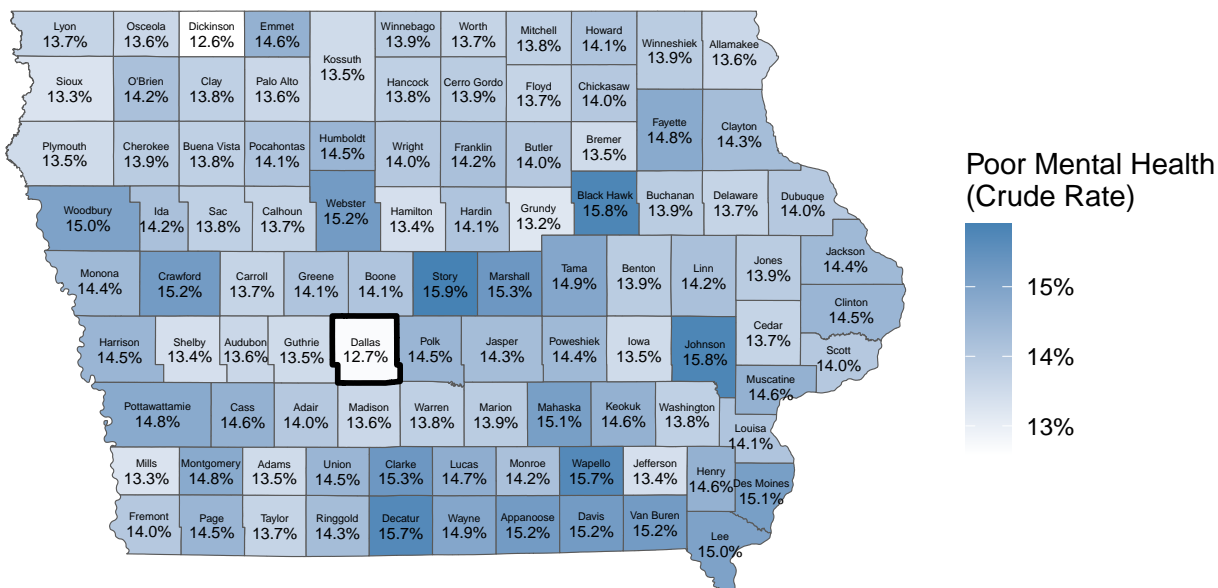 Lyon
13.7%
Osceola
13.6%
Dickinson
12.6%
Emmet
14.6%
Kossuth
13.5%
Winnebago
13.9%
Worth
13.7%
Mitchell
13.8%
Howard
14.1%
Winneshiek
13.9%
Allamakee
13.6%
Sioux
13.3%
O'Brien
14.2%
Clay
13.8%
Palo Alto
13.6%
Hancock
13.8%
Cerro Gordo
13.9%
Floyd
13.7%
Chickasaw
14.0%
Fayette
14.8%
Clayton
14.3%
Plymouth
13.5%
Cherokee
13.9%
Buena Vista
13.8%
Pocahontas
14.1%
Humboldt
14.5%
Wright
14.0%
Franklin
14.2%
Butler
14.0%
Bremer
13.5%
Woodbury
15.0%
Ida
14.2%
Sac
13.8%
Calhoun
13.7%
Webster
15.2%
Hamilton
13.4%
Hardin
14.1%
Grundy
13.2%
Black Hawk
15.8%
Buchanan
13.9%
Delaware
13.7%
Dubuque
14.0%
Monona
14.4%
Crawford
15.2%
Carroll
13.7%
Greene
14.1%
Boone
14.1%
Story
15.9%
Marshall
15.3%
Tama
14.9%
Benton
13.9%
Linn
14.2%
Jones
13.9%
Jackson
14.4%
Clinton
14.5%
Harrison
14.5%
Shelby
13.4%
Audubon
13.6%
Guthrie
13.5%
Dallas
12.7%
Polk
14.5%
Jasper
14.3%
Poweshiek
14.4%
Iowa
13.5%
Johnson
15.8%
Cedar
13.7%
Scott
14.0%
Muscatine
14.6%
Pottawattamie
14.8%
Cass
14.6%
Adair
14.0%
Madison
13.6%
Warren
13.8%
Marion
13.9%
Mahaska
15.1%
Keokuk
14.6%
Washington
13.8%
Louisa
14.1%
Mills
13.3%
Montgomery
14.8%
Adams
13.5%
Union
14.5%
Clarke
15.3%
Lucas
14.7%
Monroe
14.2%
Wapello
15.7%
Jefferson
13.4%
Henry
14.6%
Des Moines
15.1%
Fremont
14.0%
Page
14.5%
Taylor
13.7%
Ringgold
14.3%
Decatur
15.7%
Wayne
14.9%
Appanoose
15.2%
Davis
15.2%
Van Buren
15.2%
Lee
15.0%
Poor Mental Health
(Crude Rate)
15%
14%
13%